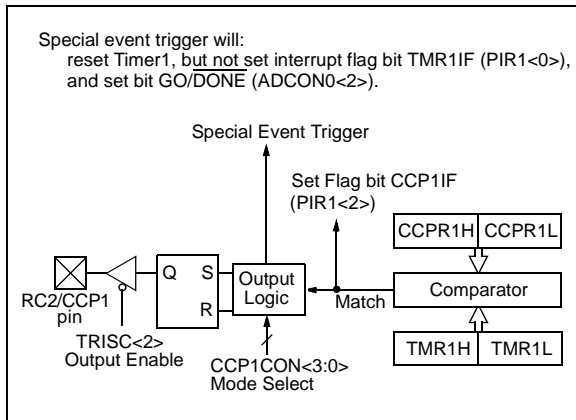 Special event trigger will:
reset Timer1, but not set interrupt flag bit TMR1IF (PIR1<0>),
and set bit GO/DONE (ADCON0<2>).
Special Event Trigger
Set Flag bit CCP1IF
(PIR1<2>)
CCPR1H CCPR1L
Q S Output
R Logic
Match
Comparator
RC2/CCP1
pin
TRISC<2>
Output Enable
CCP1CON<3:0>
Mode Select
TMR1H TMR1L